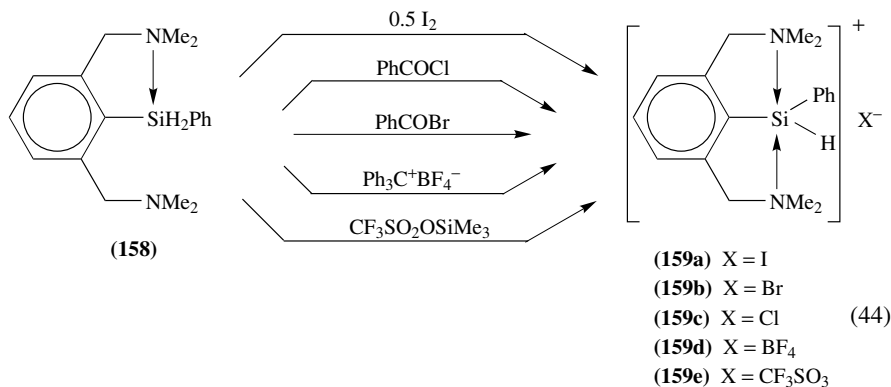 NMe₂
SiH₂Ph
NMe₂
(158)
0.5 I₂
PhCOCl
PhCOBr
Ph₃C⁺BF₄⁻
CF₃SO₂OSiMe₃
NMe₂
Ph
Si
H
NMe₂
+
X⁻
(159a) X = I
(159b) X = Br
(159c) X = Cl
(159d) X = BF₄
(159e) X = CF₃SO₃
(44)